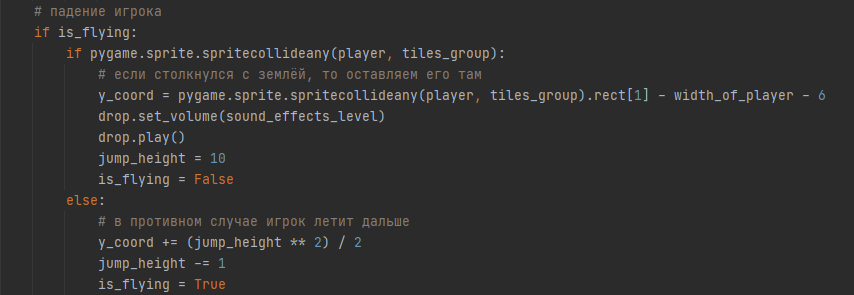 # падение игрока
if is_flying:
    if pygame.sprite.spritecollideany(player, tiles_group):
        # если столкнулся с землёй, то оставляем его там
        y_coord = pygame.sprite.spritecollideany(player, tiles_group).rect[1] - width_of_player - 6
        drop.set_volume(sound_effects_level)
        drop.play()
        jump_height = 10
        is_flying = False
    else:
        # в противном случае игрок летит дальше
        y_coord += (jump_height ** 2) / 2
        jump_height -= 1
        is_flying = True